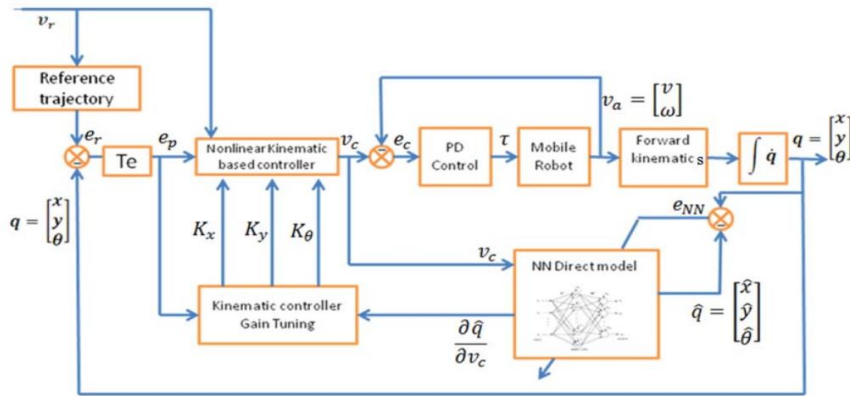 v_r
Reference
trajectory
e_r
Te
e_p
Nonlinear Kinematic
based controller
v_c
e_c
PD
Control
τ
Mobile
Robot
v_a = [v ω]
Forward
kinematics
∫ q̇
q = [x y θ]
q = [x y θ]
K_x
K_y
K_θ
v_c
NN Direct model
e_NN
q̂ = [x̂ ŷ θ̂]
Kinematic controller
Gain Tuning
∂q̂
∂v_c